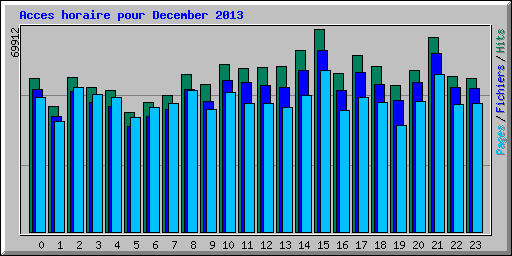 Acces horaire pour December 2013
69912
Pages / Fichiers / Hits
0 1 2 3 4 5 6 7 8 9 10 11 12 13 14 15 16 17 18 19 20 21 22 23